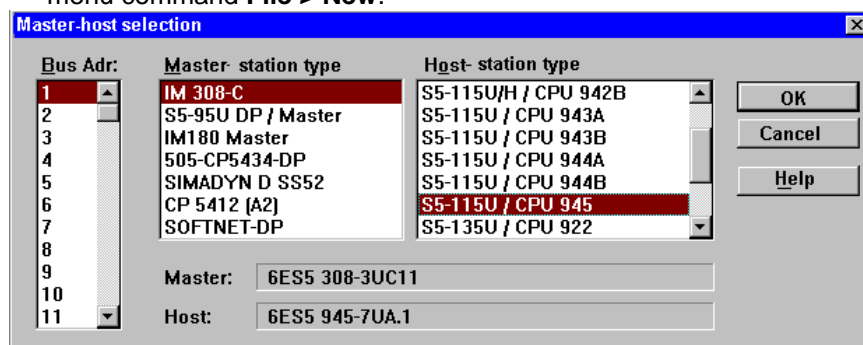 menu command File > New.
Master-host selection
Bus Adr:
1
2
3
4
5
6
7
8
9
10
11
Master- station type
IM 308-C
S5-95U DP / Master
IM180 Master
505-CP5434-DP
SIMADYN D SS52
CP 5412 (A2)
SOFTNET-DP
Host- station type
S5-115U/H / CPU 942B
S5-115U / CPU 943A
S5-115U / CPU 943B
S5-115U / CPU 944A
S5-115U / CPU 944B
S5-115U / CPU 945
S5-135U / CPU 922
OK
Cancel
Help
Master: 6ES5 308-3UC11
Host: 6ES5 945-7UA.1